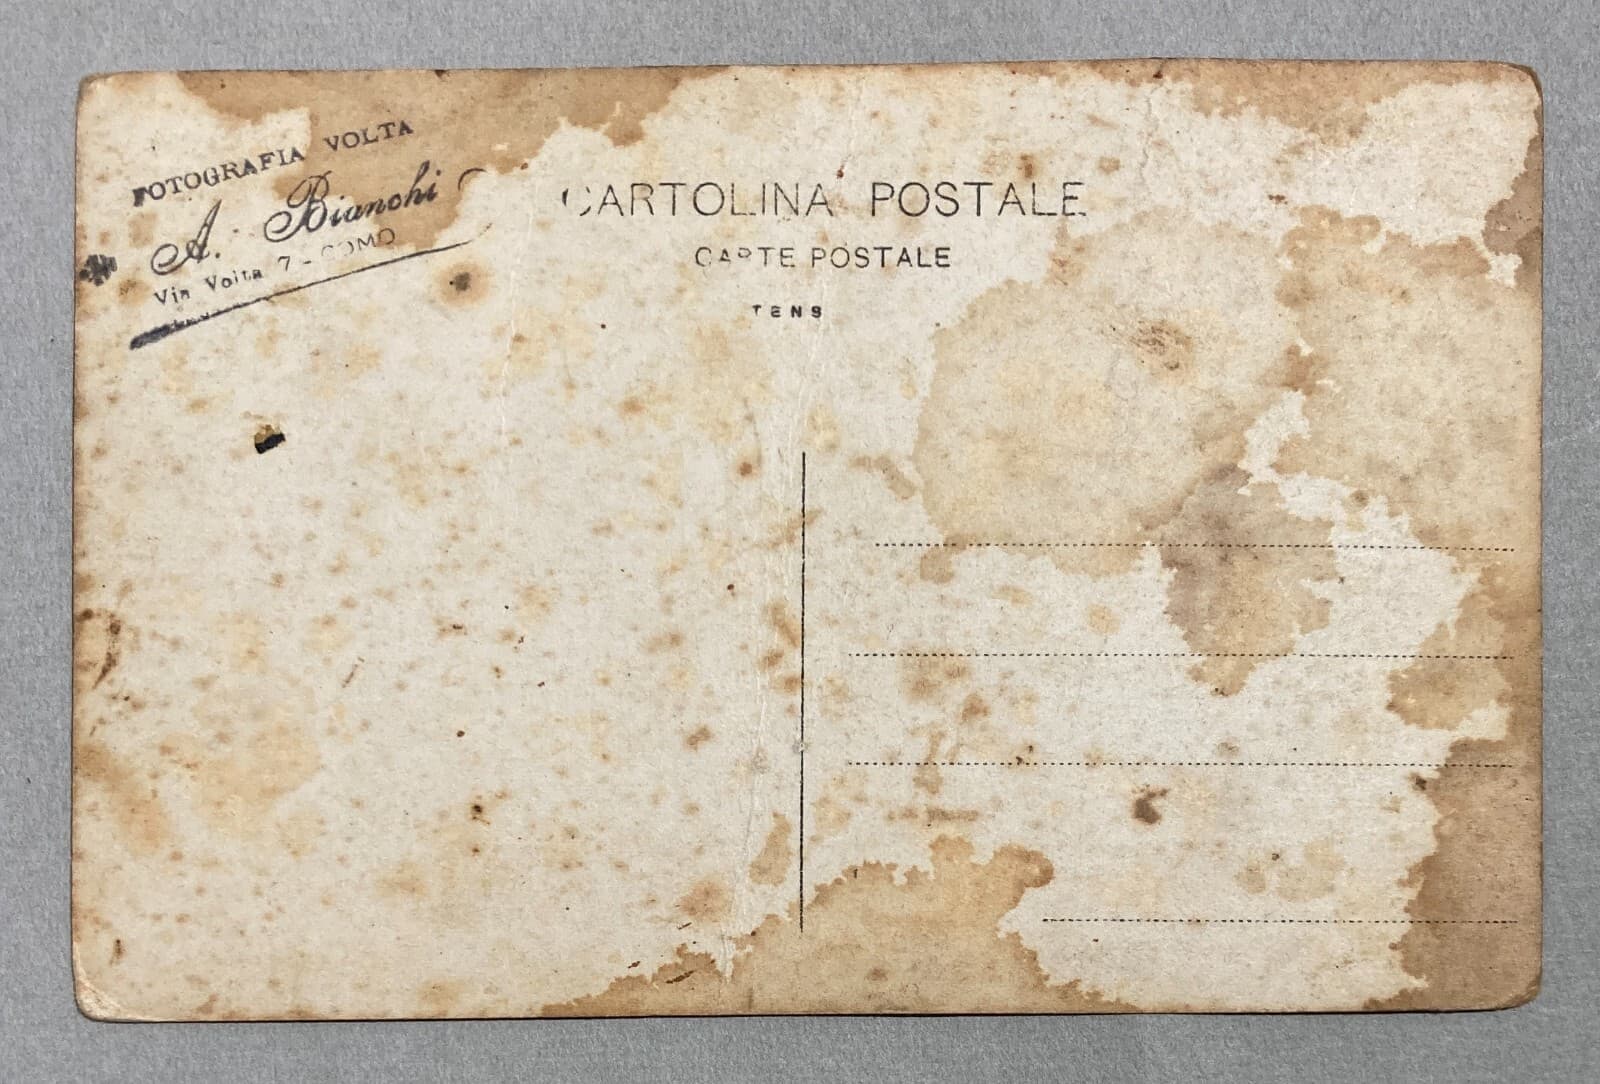 FOTOGRAFIA VOLTA
A. Bianchi
Via Volta 7 - COMO
CARTOLINA POSTALE
CARTE POSTALE
TENS